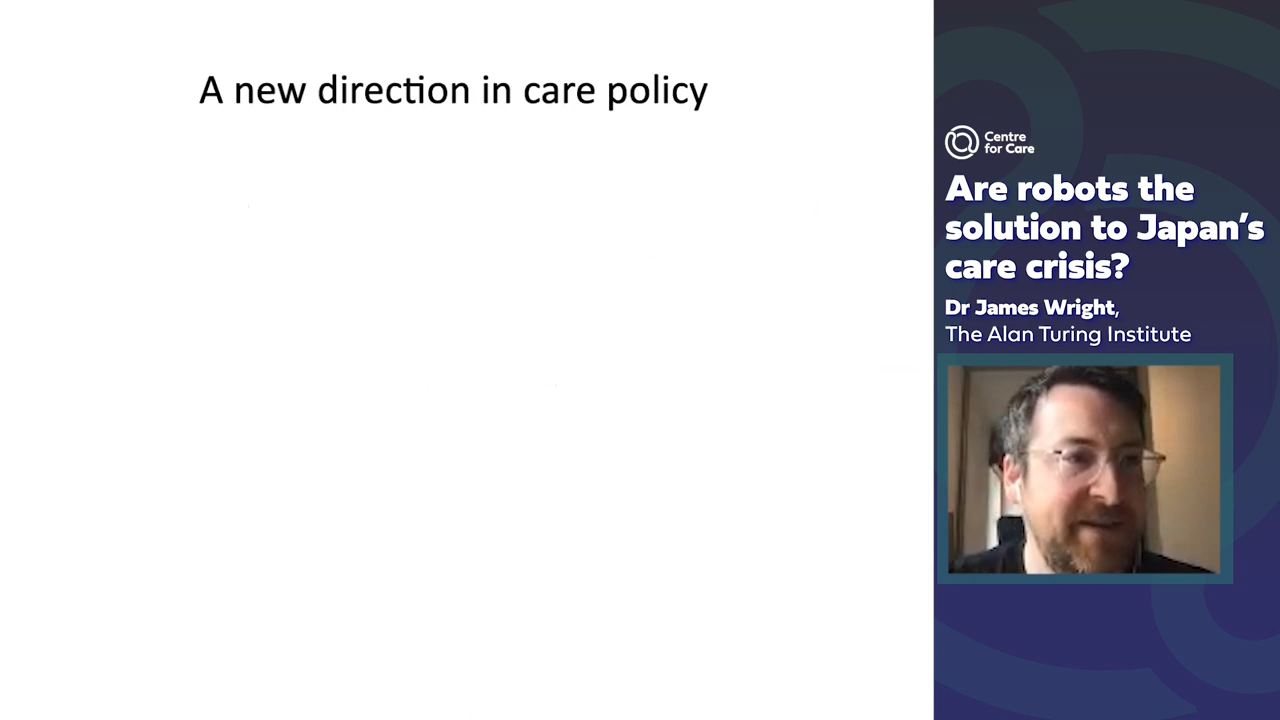 A new direction in care policy
Centre
for Care
Are robots the
solution to Japan's
care crisis?
Dr James Wright,
The Alan Turing Institute